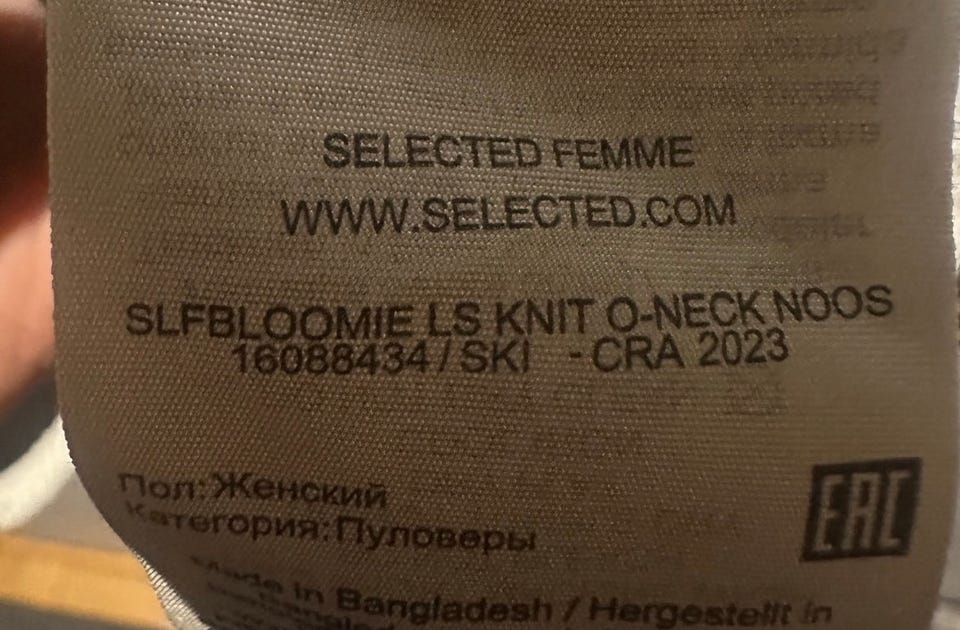 SELECTED FEMME
WWW.SELECTED.COM
SLFBLOOMIE LS KNIT O-NECK NOOS
16088434 / SKI - CRA 2023
Пол: Женский
Категория: Пуловеры
EAC
Made in Bangladesh / Hergestellt in